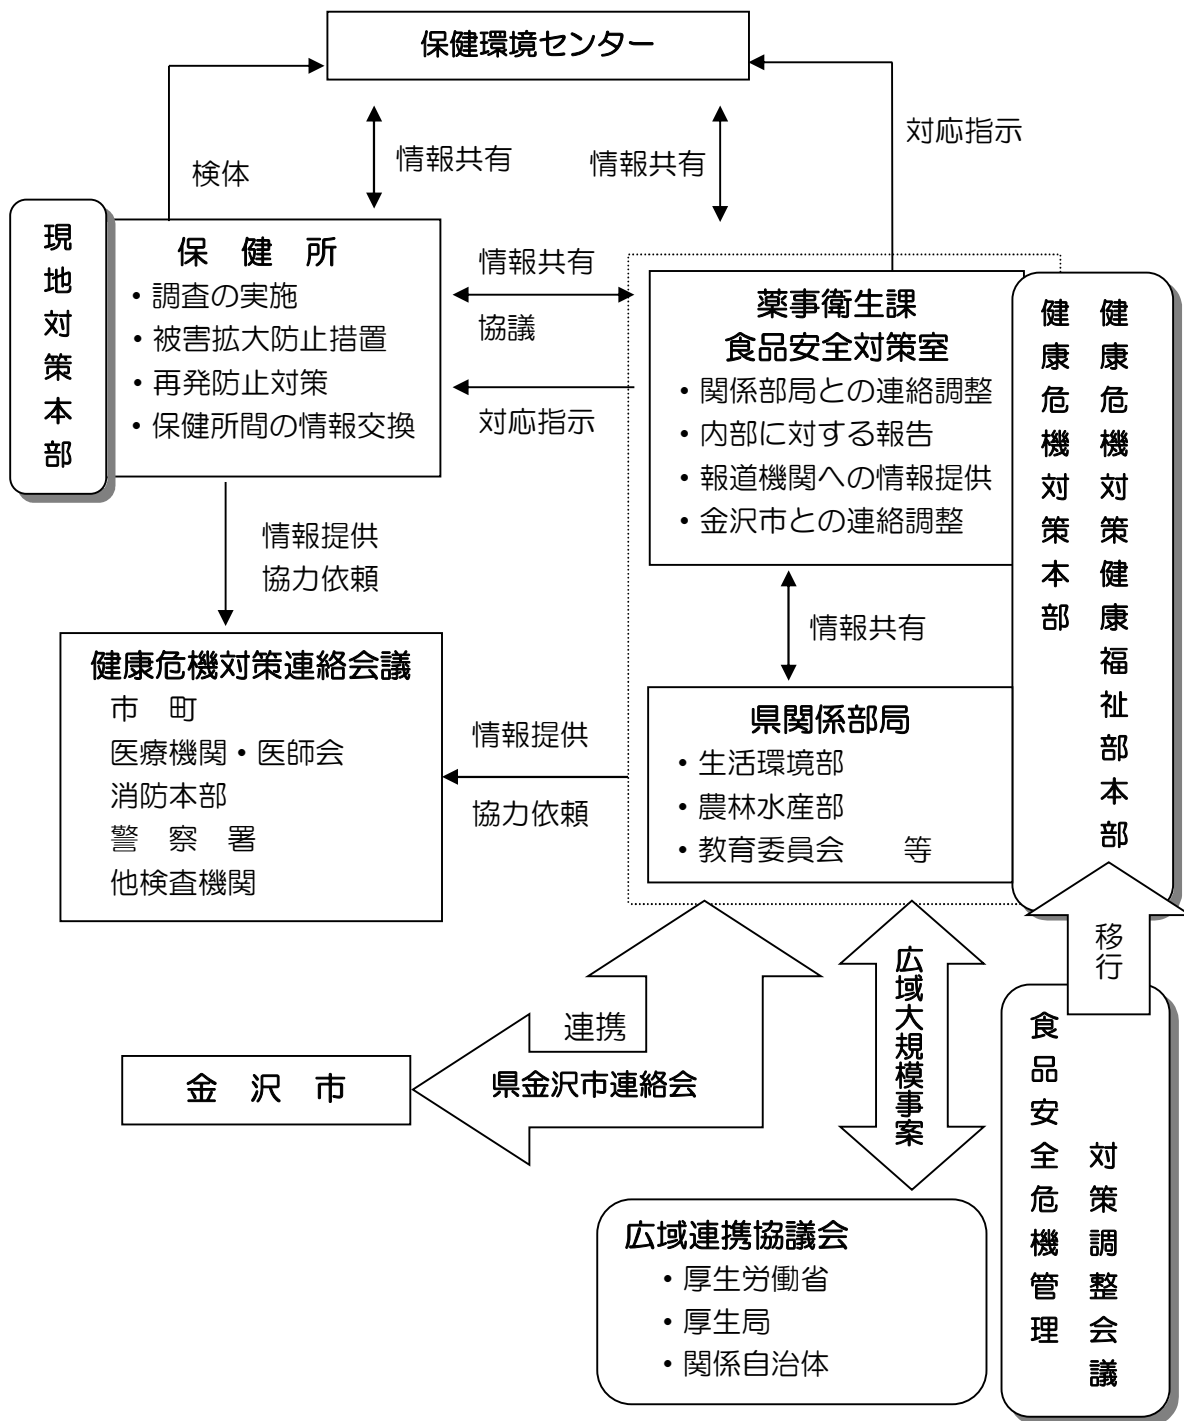 保健環境センター
検体
情報共有
情報共有
対応指示
現地対策本部
保　健　所
・調査の実施
・被害拡大防止措置
・再発防止対策
・保健所間の情報交換
情報共有
協議
対応指示
薬事衛生課
食品安全対策室
・関係部局との連絡調整
・内部に対する報告
・報道機関への情報提供
・金沢市との連絡調整
健康危機対策健康福祉部本部
健康危機対策本部
情報提供
協力依頼
情報共有
健康危機対策連絡会議
市　町
医療機関・医師会
消防本部
警　察　署
他検査機関
情報提供
協力依頼
県関係部局
・生活環境部
・農林水産部
・教育委員会　　等
移行
連携
県金沢市連絡会
金　沢　市
広域大規模事案
食品安全危機管理
対策調整会議
広域連携協議会
・厚生労働省
・厚生局
・関係自治体